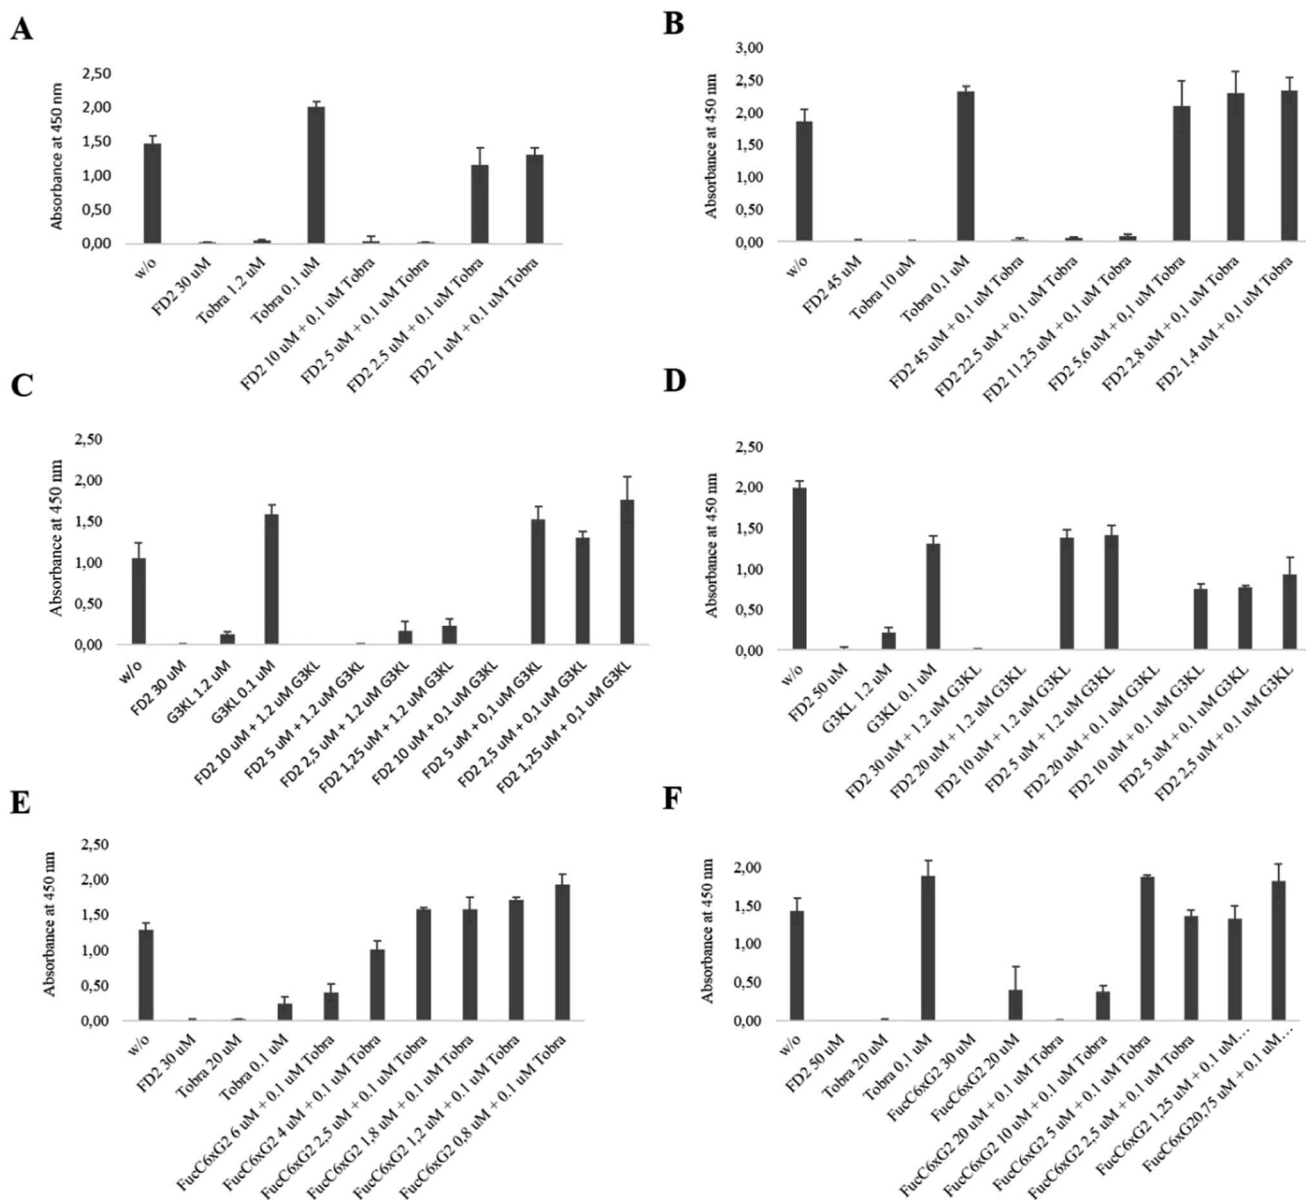 A
Absorbance at 450 nm
2,50
2,00
1,50
1,00
0,50
0,00
w/o
FD2 30 uM
Tobra 1.2 uM
Tobra 0.1 uM
FD2 10 uM + 0.1 uM Tobra
FD2 5 uM + 0.1 uM Tobra
FD2 2.5 uM + 0.1 uM Tobra
FD2 1 uM + 0.1 uM Tobra
B
Absorbance at 450 nm
3,00
2,50
2,00
1,50
1,00
0,50
0,00
w/o
FD2 45 uM
Tobra 10 uM
Tobra 0,1 uM
FD2 45 uM + 0,1 uM Tobra
FD2 22,5 uM + 0,1 uM Tobra
FD2 11,25 uM + 0,1 uM Tobra
FD2 5,6 uM + 0,1 uM Tobra
FD2 2,8 uM + 0,1 uM Tobra
FD2 1,4 uM + 0,1 uM Tobra
C
Absorbance at 450 nm
2,50
2,00
1,50
1,00
0,50
0,00
w/o
FD2 30 uM
G3KL 1.2 uM
G3KL 0.1 uM
FD2 10 uM + 1.2 uM G3KL
FD2 5 uM + 1.2 uM G3KL
FD2 2,5 uM + 1.2 uM G3KL
FD2 1,25 uM + 1.2 uM G3KL
FD2 10 uM + 0,1 uM G3KL
FD2 5 uM + 0,1 uM G3KL
FD2 2,5 uM + 0,1 uM G3KL
FD2 1,25 uM + 0,1 uM G3KL
D
Absorbance at 450 nm
2,50
2,00
1,50
1,00
0,50
0,00
w/o
FD2 50 uM
G3KL 1.2 uM
G3KL 0.1 uM
FD2 30 uM + 1.2 uM G3KL
FD2 20 uM + 1.2 uM G3KL
FD2 10 uM + 1.2 uM G3KL
FD2 5 uM + 1.2 uM G3KL
FD2 20 uM + 0.1 uM G3KL
FD2 10 uM + 0.1 uM G3KL
FD2 5 uM + 0.1 uM G3KL
FD2 2,5 uM + 0.1 uM G3KL
E
Absorbance at 450 nm
2,50
2,00
1,50
1,00
0,50
0,00
w/o
FD2 30 uM
Tobra 20 uM
Tobra 0.1 uM
FucC6xG2 6 uM + 0.1 uM Tobra
FucC6xG2 4 uM + 0.1 uM Tobra
FucC6xG2 2,5 uM + 0.1 uM Tobra
FucC6xG2 1,8 uM + 0.1 uM Tobra
FucC6xG2 1,2 uM + 0.1 uM Tobra
FucC6xG2 0,8 uM + 0.1 uM Tobra
F
Absorbance at 450 nm
2,00
1,50
1,00
0,50
0,00
w/o
FD2 50 uM
Tobra 20 uM
Tobra 0,1 uM
FucC6xG2 30 uM
FucC6xG2 20 uM
FucC6xG2 20 uM + 0.1 uM Tobra
FucC6xG2 10 uM + 0.1 uM Tobra
FucC6xG2 5 uM + 0.1 uM Tobra
FucC6xG2 2,5 uM + 0.1 uM Tobra
FucC6xG2 1,25 uM + 0.1 uM…
FucC6xG20,75 uM + 0.1 uM…